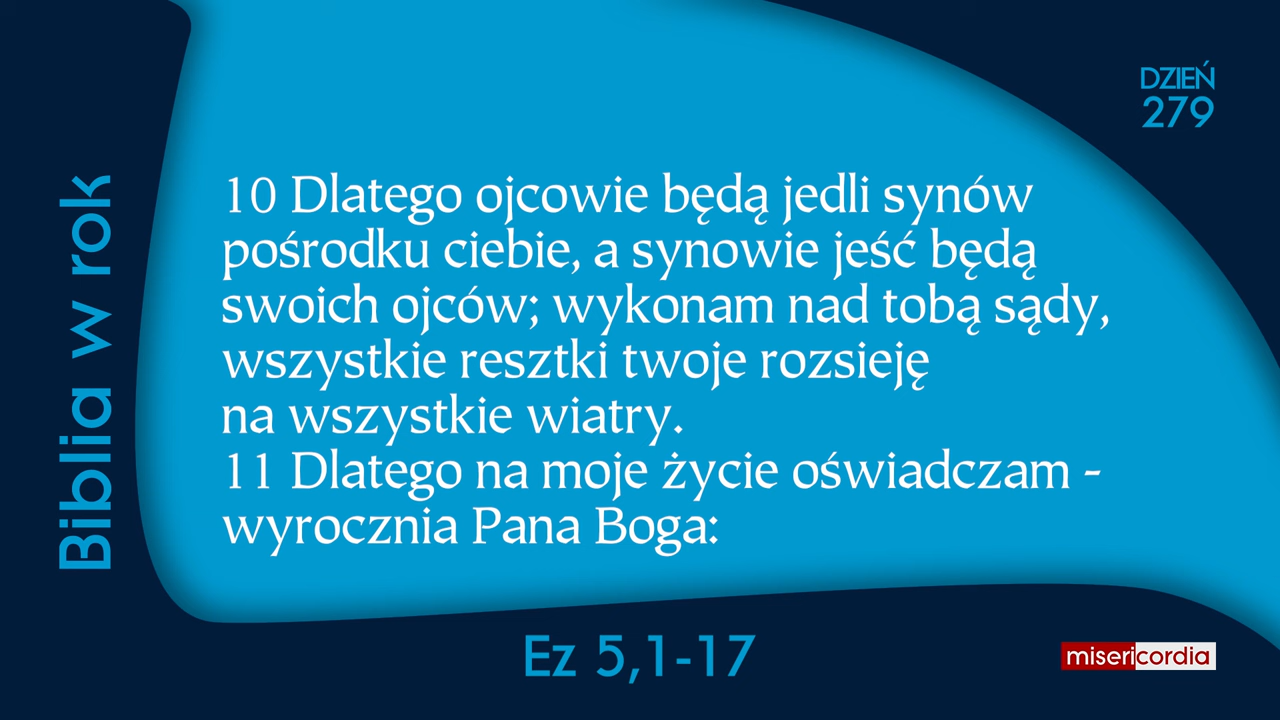 DZIEŃ
279
Biblia w rok
10 Dlatego ojcowie będą jedli synów
pośrodku ciebie, a synowie jeść będą
swoich ojców; wykonam nad tobą sądy,
wszystkie resztki twoje rozsieję
na wszystkie wiatry.
11 Dlatego na moje życie oświadczam -
wyrocznia Pana Boga:
Ez 5,1-17
misericordia